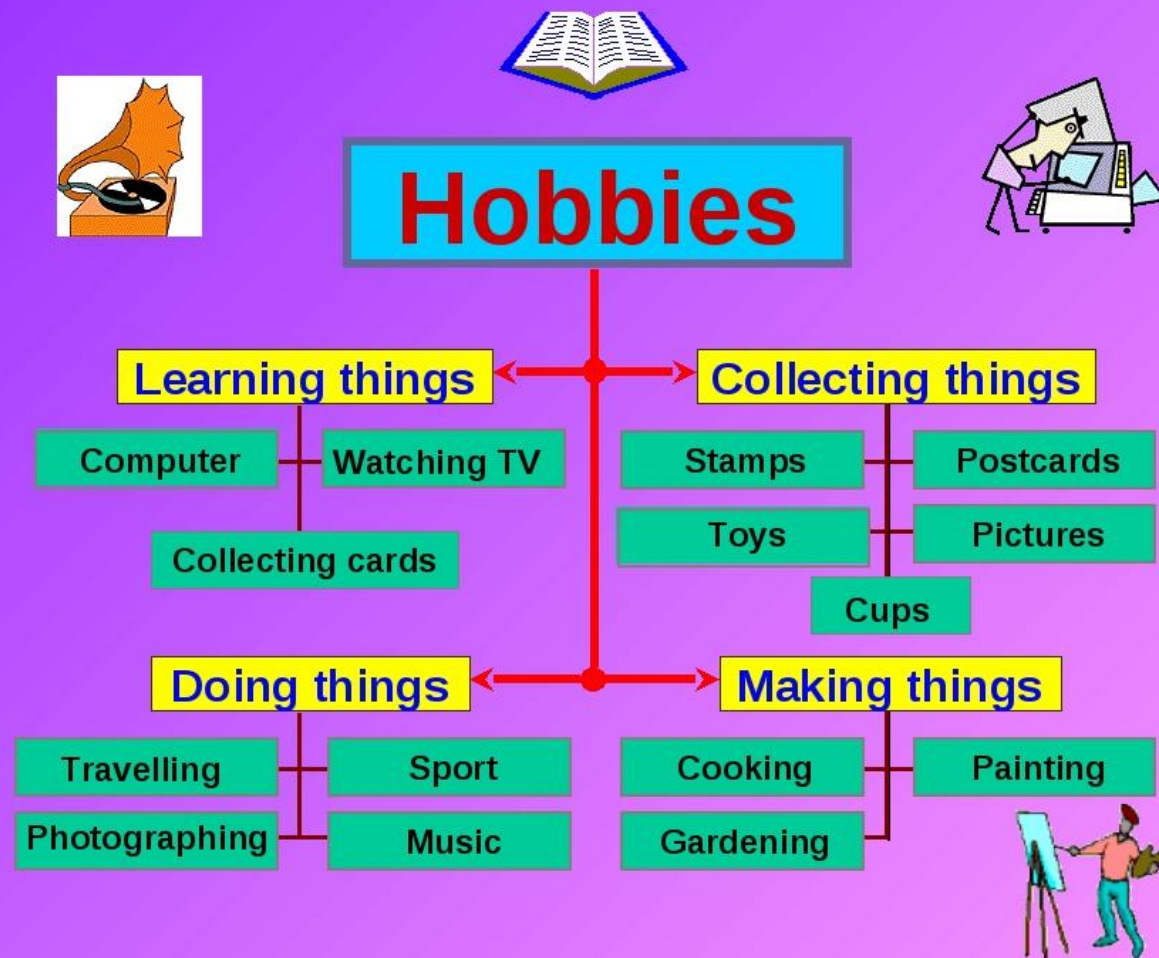 Hobbies
Learning things
Computer
Watching TV
Collecting cards
Collecting things
Stamps
Postcards
Toys
Pictures
Cups
Doing things
Travelling
Sport
Photographing
Music
Making things
Cooking
Painting
Gardening